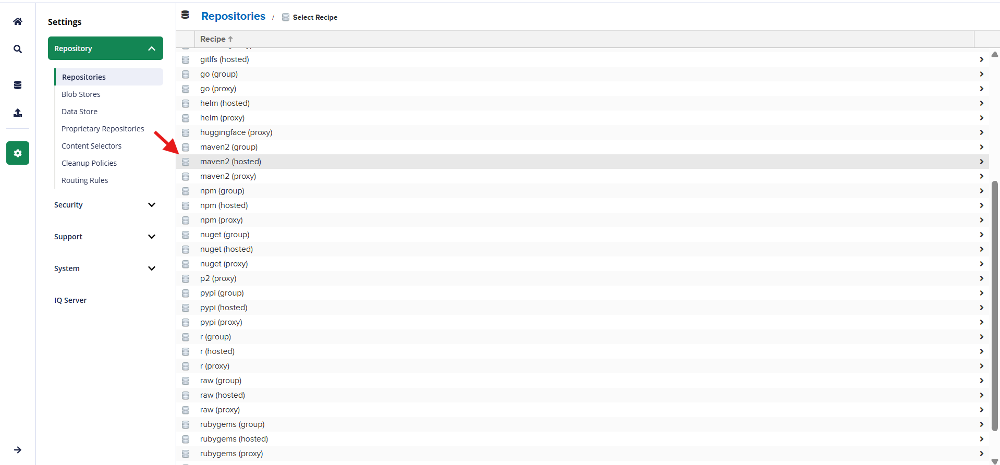 Settings
Repository
Repositories
Blob Stores
Data Store
Proprietary Repositories
Content Selectors
Cleanup Policies
Routing Rules
Security
Support
System
IQ Server
Repositories / Select Recipe
Recipe
gitlfs (hosted)
go (group)
go (proxy)
helm (hosted)
helm (proxy)
huggingface (proxy)
maven2 (group)
maven2 (hosted)
maven2 (proxy)
npm (group)
npm (hosted)
npm (proxy)
nuget (group)
nuget (hosted)
nuget (proxy)
p2 (proxy)
pypi (group)
pypi (hosted)
pypi (proxy)
r (group)
r (hosted)
r (proxy)
raw (group)
raw (hosted)
raw (proxy)
rubygems (group)
rubygems (hosted)
rubygems (proxy)